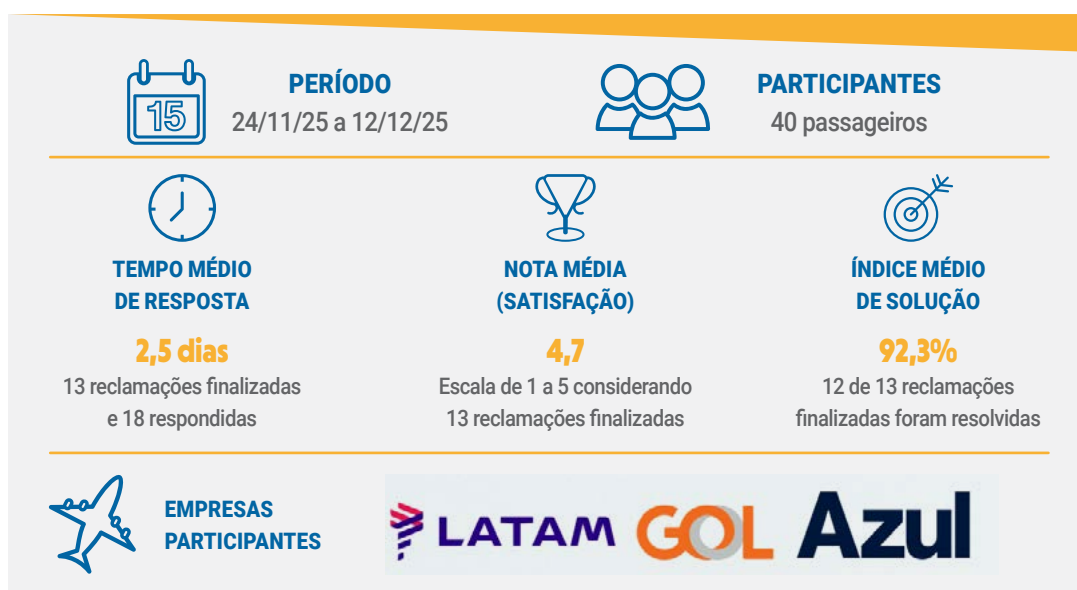 15
PERÍODO
24/11/25 a 12/12/25
PARTICIPANTES
40 passageiros
TEMPO MÉDIO
DE RESPOSTA
2,5 dias
13 reclamações finalizadas
e 18 respondidas
NOTA MÉDIA
(SATISFAÇÃO)
4,7
Escala de 1 a 5 considerando
13 reclamações finalizadas
ÍNDICE MÉDIO
DE SOLUÇÃO
92,3%
12 de 13 reclamações
finalizadas foram resolvidas
EMPRESAS
PARTICIPANTES
LATAM GOL Azul